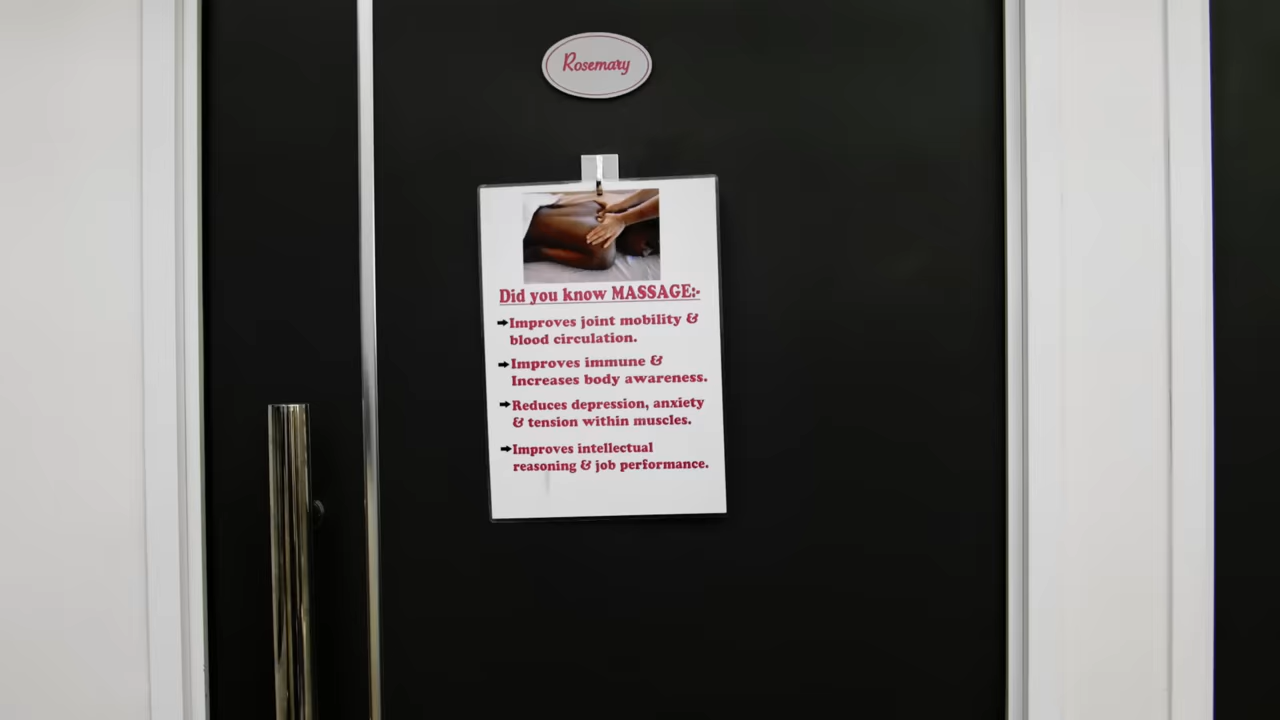 Rosemary
Did you know MASSAGE:-
➡Improves joint mobility &
blood circulation.
➡Improves immune &
Increases body awareness.
➡Reduces depression, anxiety
& tension within muscles.
➡Improves intellectual
reasoning & job performance.